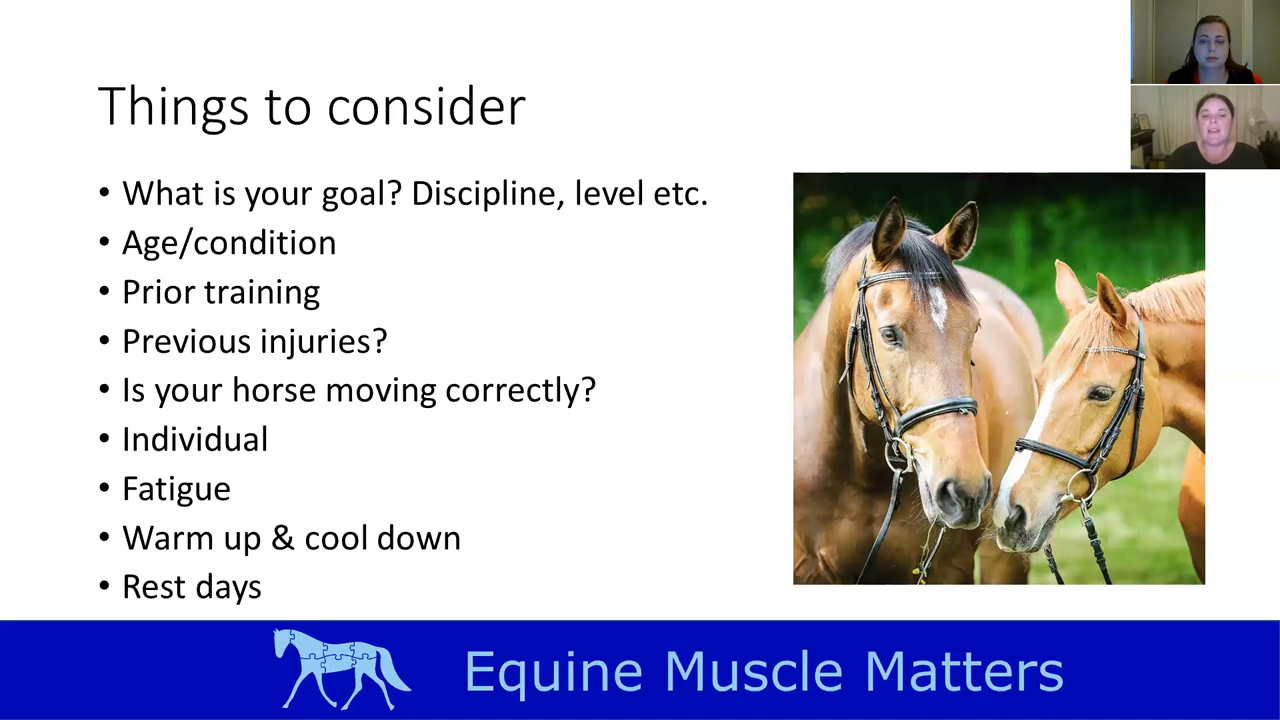 Things to consider
• What is your goal? Discipline, level etc.
• Age/condition
• Prior training
• Previous injuries?
• Is your horse moving correctly?
• Individual
• Fatigue
• Warm up & cool down
• Rest days
Equine Muscle Matters